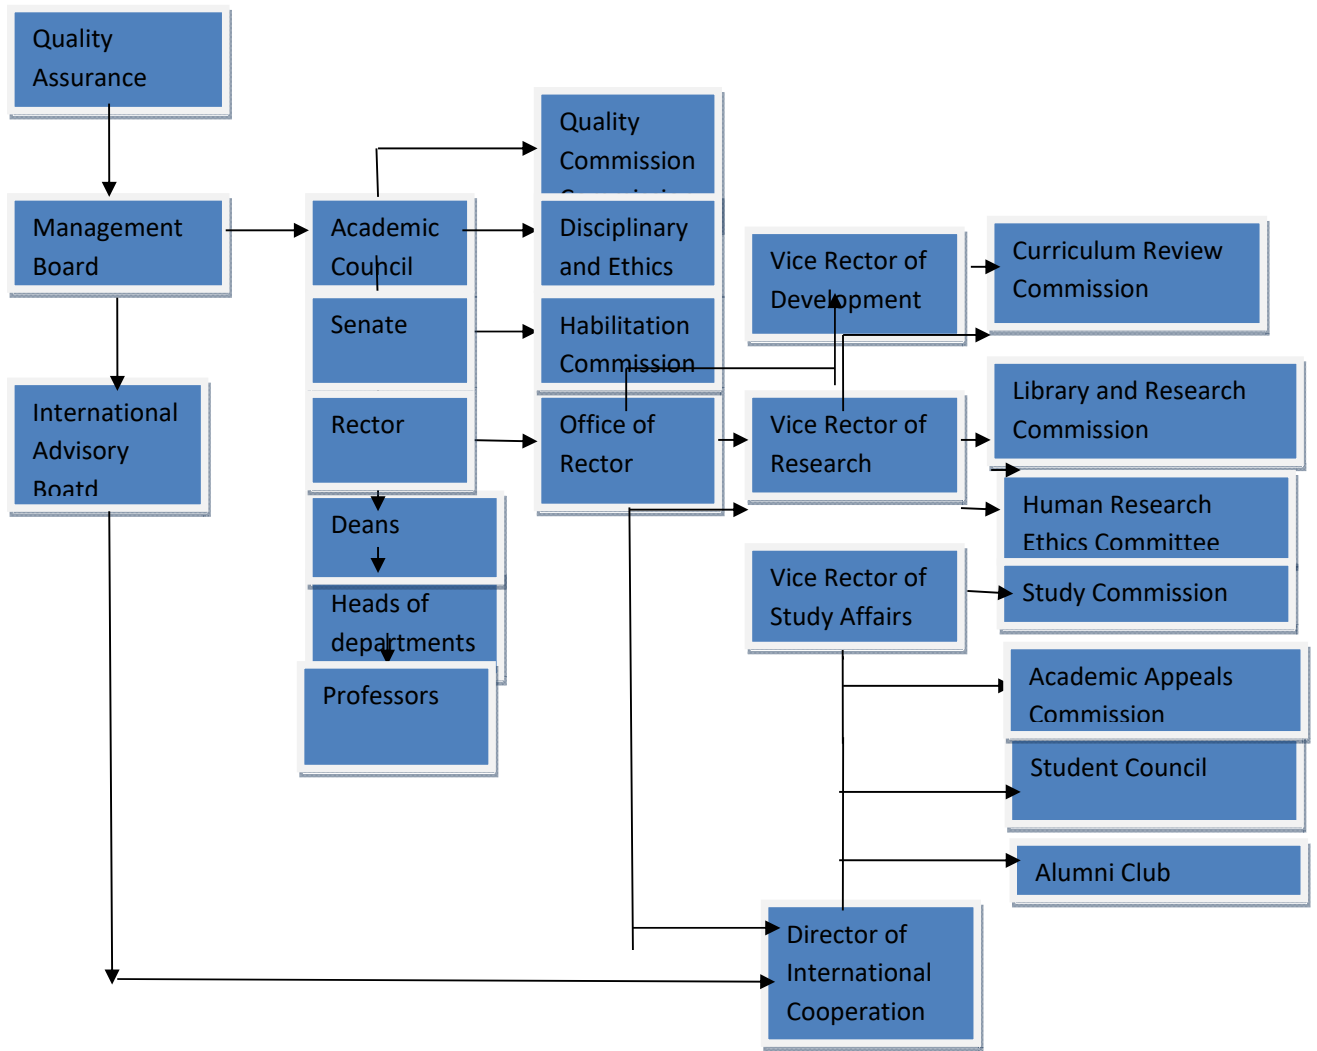 Quality
Assurance
Management
Board
International
Advisory
Boatd
Academic
Council
Senate
Rector
Deans
Heads of
departments
Professors
Quality
Commission
Disciplinary
and Ethics
Habilitation
Commission
Office of
Rector
Vice Rector of
Development
Vice Rector of
Research
Vice Rector of
Study Affairs
Director of
International
Cooperation
Curriculum Review
Commission
Library and Research
Commission
Human Research
Ethics Committee
Study Commission
Academic Appeals
Commission
Student Council
Alumni Club